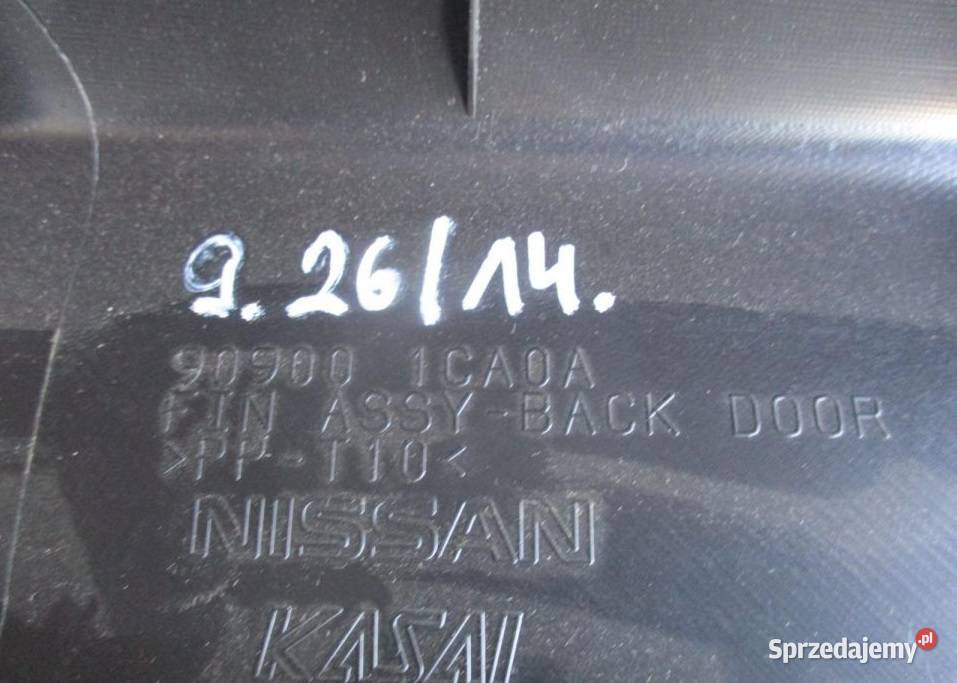 9.26/14.
90900 1CA0A
FIN ASSY-BACK DOOR
>PP-T10<
NISSAN
KASAI
Sprzedajemy.pl